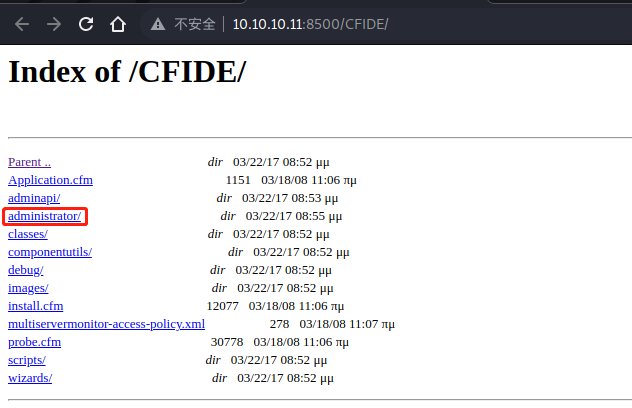 不安全 10.10.10.11:8500/CFIDE/
Index of /CFIDE/
Parent .. dir 03/22/17 08:52 μμ
Application.cfm 1151 03/18/08 11:06 πμ
adminapi/ dir 03/22/17 08:53 μμ
administrator/ dir 03/22/17 08:55 μμ
classes/ dir 03/22/17 08:52 μμ
componentutils/ dir 03/22/17 08:52 μμ
debug/ dir 03/22/17 08:52 μμ
images/ dir 03/22/17 08:52 μμ
install.cfm 12077 03/18/08 11:06 πμ
multiservermonitor-access-policy.xml 278 03/18/08 11:07 πμ
probe.cfm 30778 03/18/08 11:06 πμ
scripts/ dir 03/22/17 08:52 μμ
wizards/ dir 03/22/17 08:52 μμ